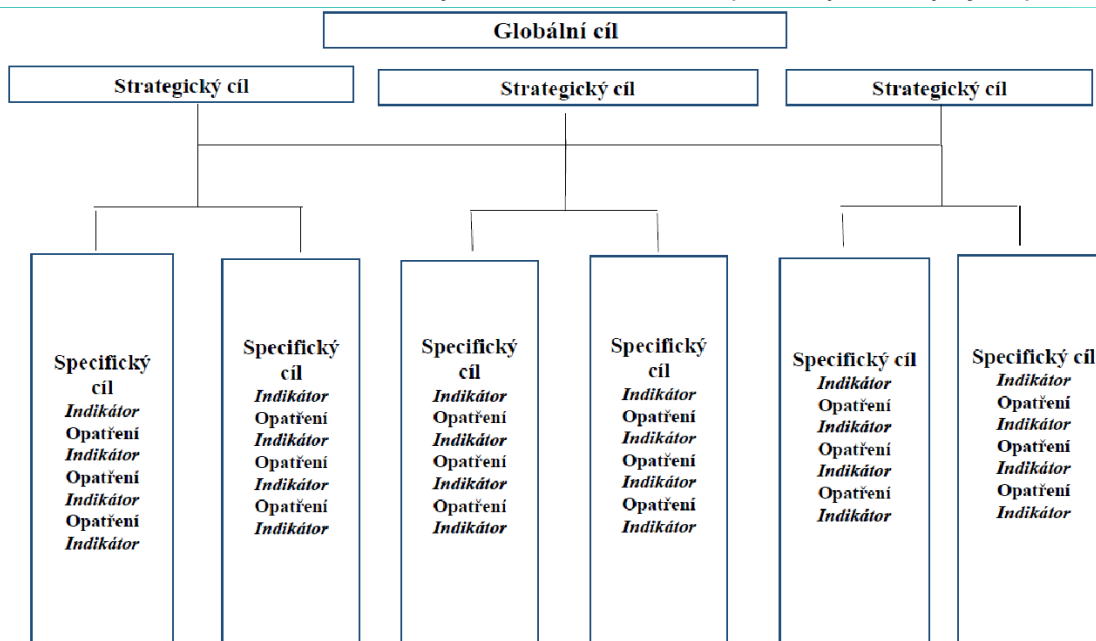 Globální cíl
Strategický cíl
Strategický cíl
Strategický cíl
Specifický
cíl
Indikátor
Opatření
Indikátor
Opatření
Indikátor
Opatření
Indikátor
Specifický
cíl
Indikátor
Opatření
Indikátor
Opatření
Indikátor
Opatření
Indikátor
Specifický
cíl
Indikátor
Opatření
Indikátor
Opatření
Indikátor
Opatření
Indikátor
Specifický
cíl
Indikátor
Opatření
Indikátor
Opatření
Indikátor
Opatření
Indikátor
Specifický cíl
Indikátor
Opatření
Indikátor
Opatření
Indikátor
Opatření
Indikátor
Specifický cíl
Indikátor
Opatření
Indikátor
Opatření
Indikátor
Opatření
Indikátor